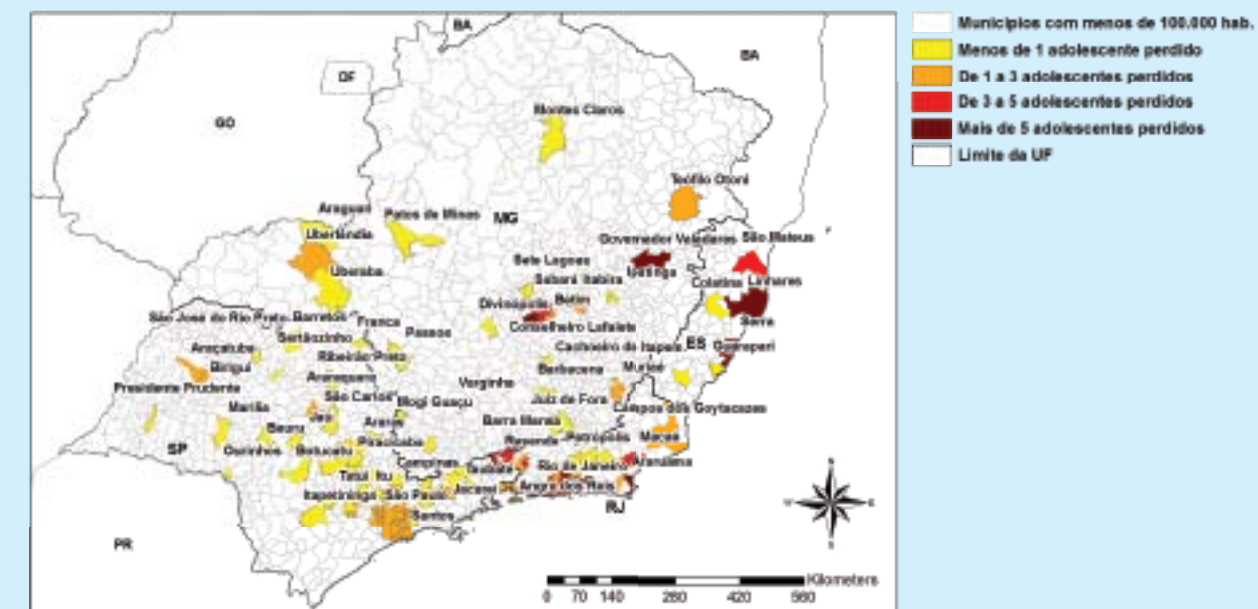 BA
BA
DF
GO
Montes Claros
Teófilo Otoni
Araguari
Patos de Minas
MG
Uberlândia
Governador Valadares
São Mateus
Uberaba
Sete Lagoas
Ipatinga
Sabará
Itabira
Colatina
Linhares
Divinópolis
Betim
Serra
São José do Rio Preto
Barretos
Franca
Conselheiro Lafaiete
Passos
Sertãozinho
Cachoeiro de Itapeli
ES
Guarapari
Araçatuba
Ribeirão Preto
Birigui
Barbacena
Muriaé
Araraquara
Varginha
Presidente Prudente
São Carlos
Juiz de Fora
Marília
Mogi Guaçu
Campos dos Goytacazes
Jaú
Araras
Barra Mansa
Bauru
Piracicaba
Resende
Petrópolis
Macaé
SP
Ourinhos
Botucatu
Campinas
Taubaté
Rio de Janeiro
Araruama
Tatuí
Itu
Itapetininga
São Paulo
Jacareí
Angra dos Reis
RJ
Santos
PR
N
W
E
S
Kilometers
0 70 140 280 420 560
Municípios com menos de 100.000 hab.
Menos de 1 adolescente perdido
De 1 a 3 adolescentes perdidos
De 3 a 5 adolescentes perdidos
Mais de 5 adolescentes perdidos
Limite da UF